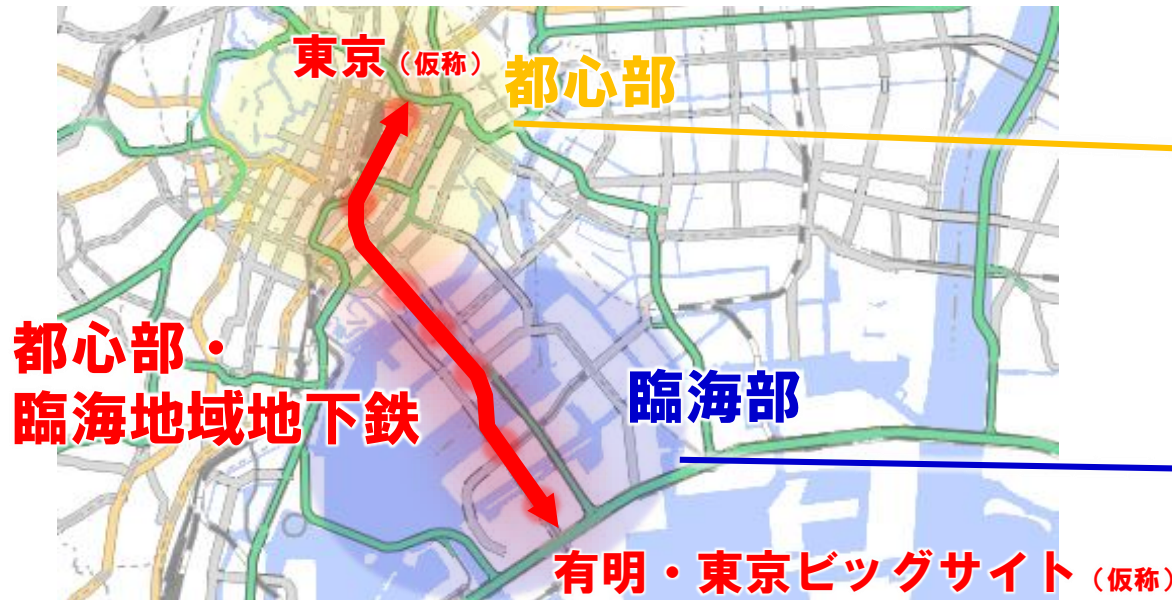 東京（仮称）
都心部
都心部・
臨海地域地下鉄
臨海部
有明・東京ビッグサイト（仮称）